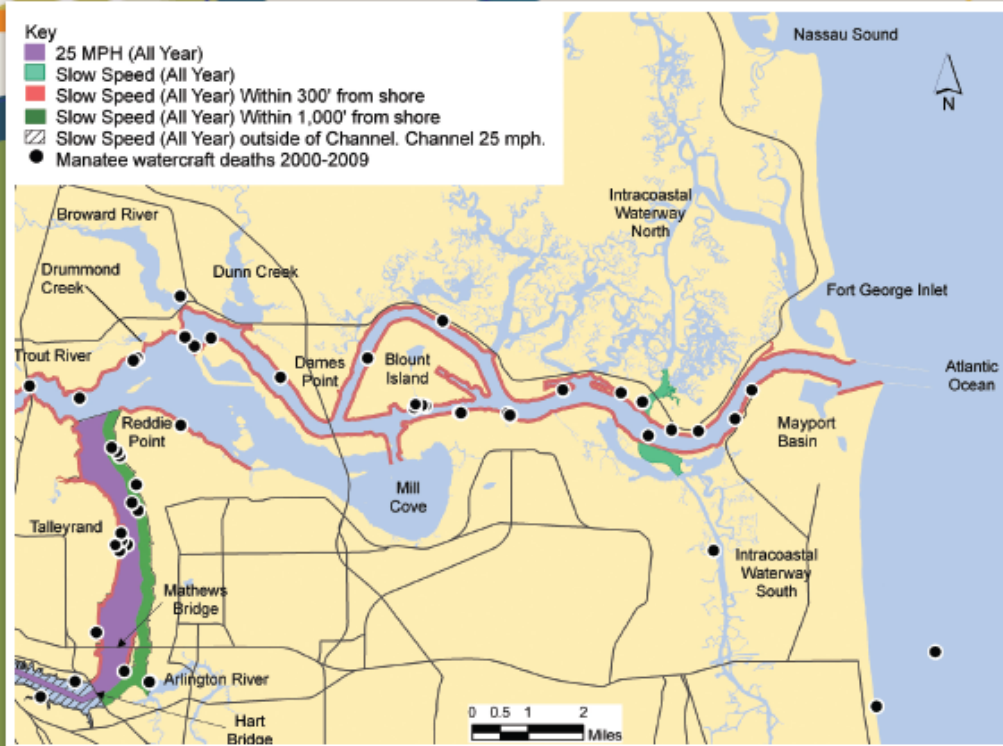 Key
25 MPH (All Year)
Slow Speed (All Year)
Slow Speed (All Year) Within 300' from shore
Slow Speed (All Year) Within 1,000' from shore
Slow Speed (All Year) outside of Channel. Channel 25 mph.
Manatee watercraft deaths 2000-2009
Nassau Sound
N
Intracoastal
Waterway
North
Broward River
Drummond
Creek
Dunn Creek
Fort George Inlet
Trout River
Dames
Point
Blount
Island
Atlantic
Ocean
Reddie
Point
Mayport
Basin
Mill
Cove
Talleyrand
Intracoastal
Waterway
South
Mathews
Bridge
Arlington River
Hart
Bridge
0 0.5 1 2
Miles